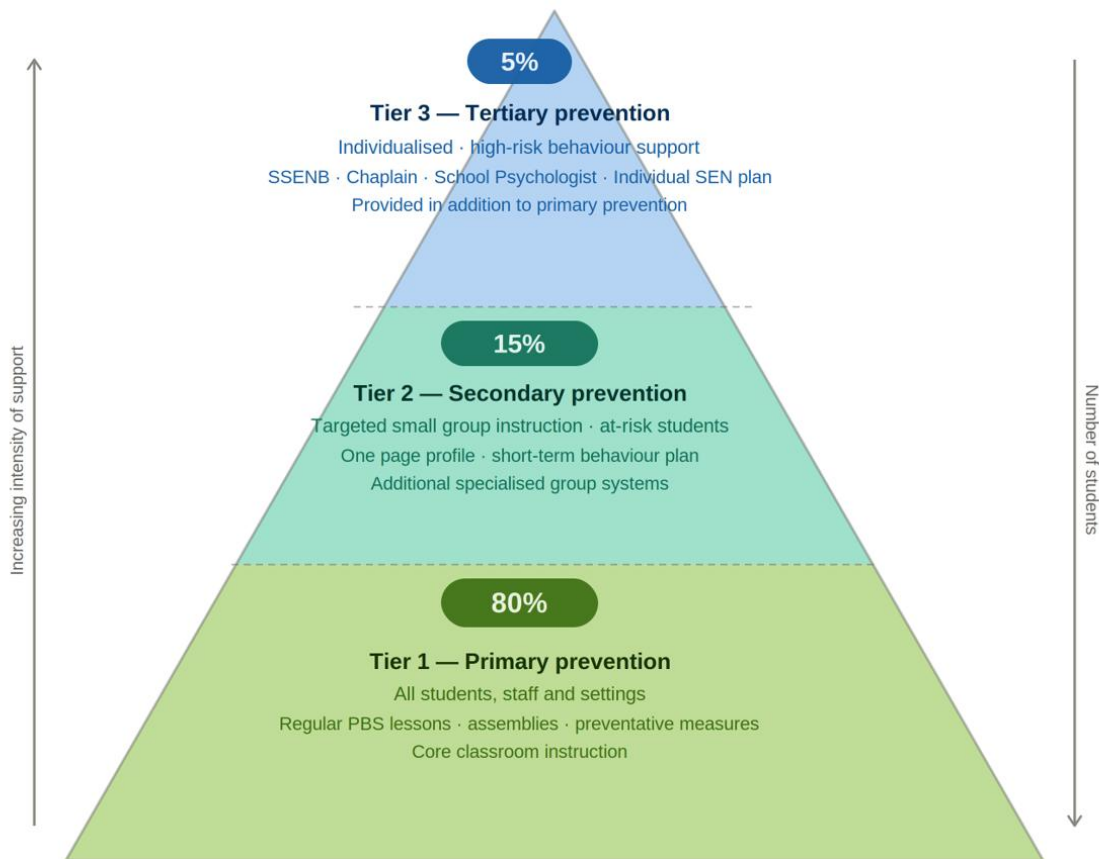 5%
Tier 3 — Tertiary prevention
Individualised · high-risk behaviour support
SSENB · Chaplain · School Psychologist · Individual SEN plan
Provided in addition to primary prevention
15%
Tier 2 — Secondary prevention
Targeted small group instruction · at-risk students
One page profile · short-term behaviour plan
Additional specialised group systems
80%
Tier 1 — Primary prevention
All students, staff and settings
Regular PBS lessons · assemblies · preventative measures
Core classroom instruction
Increasing intensity of support
Number of students